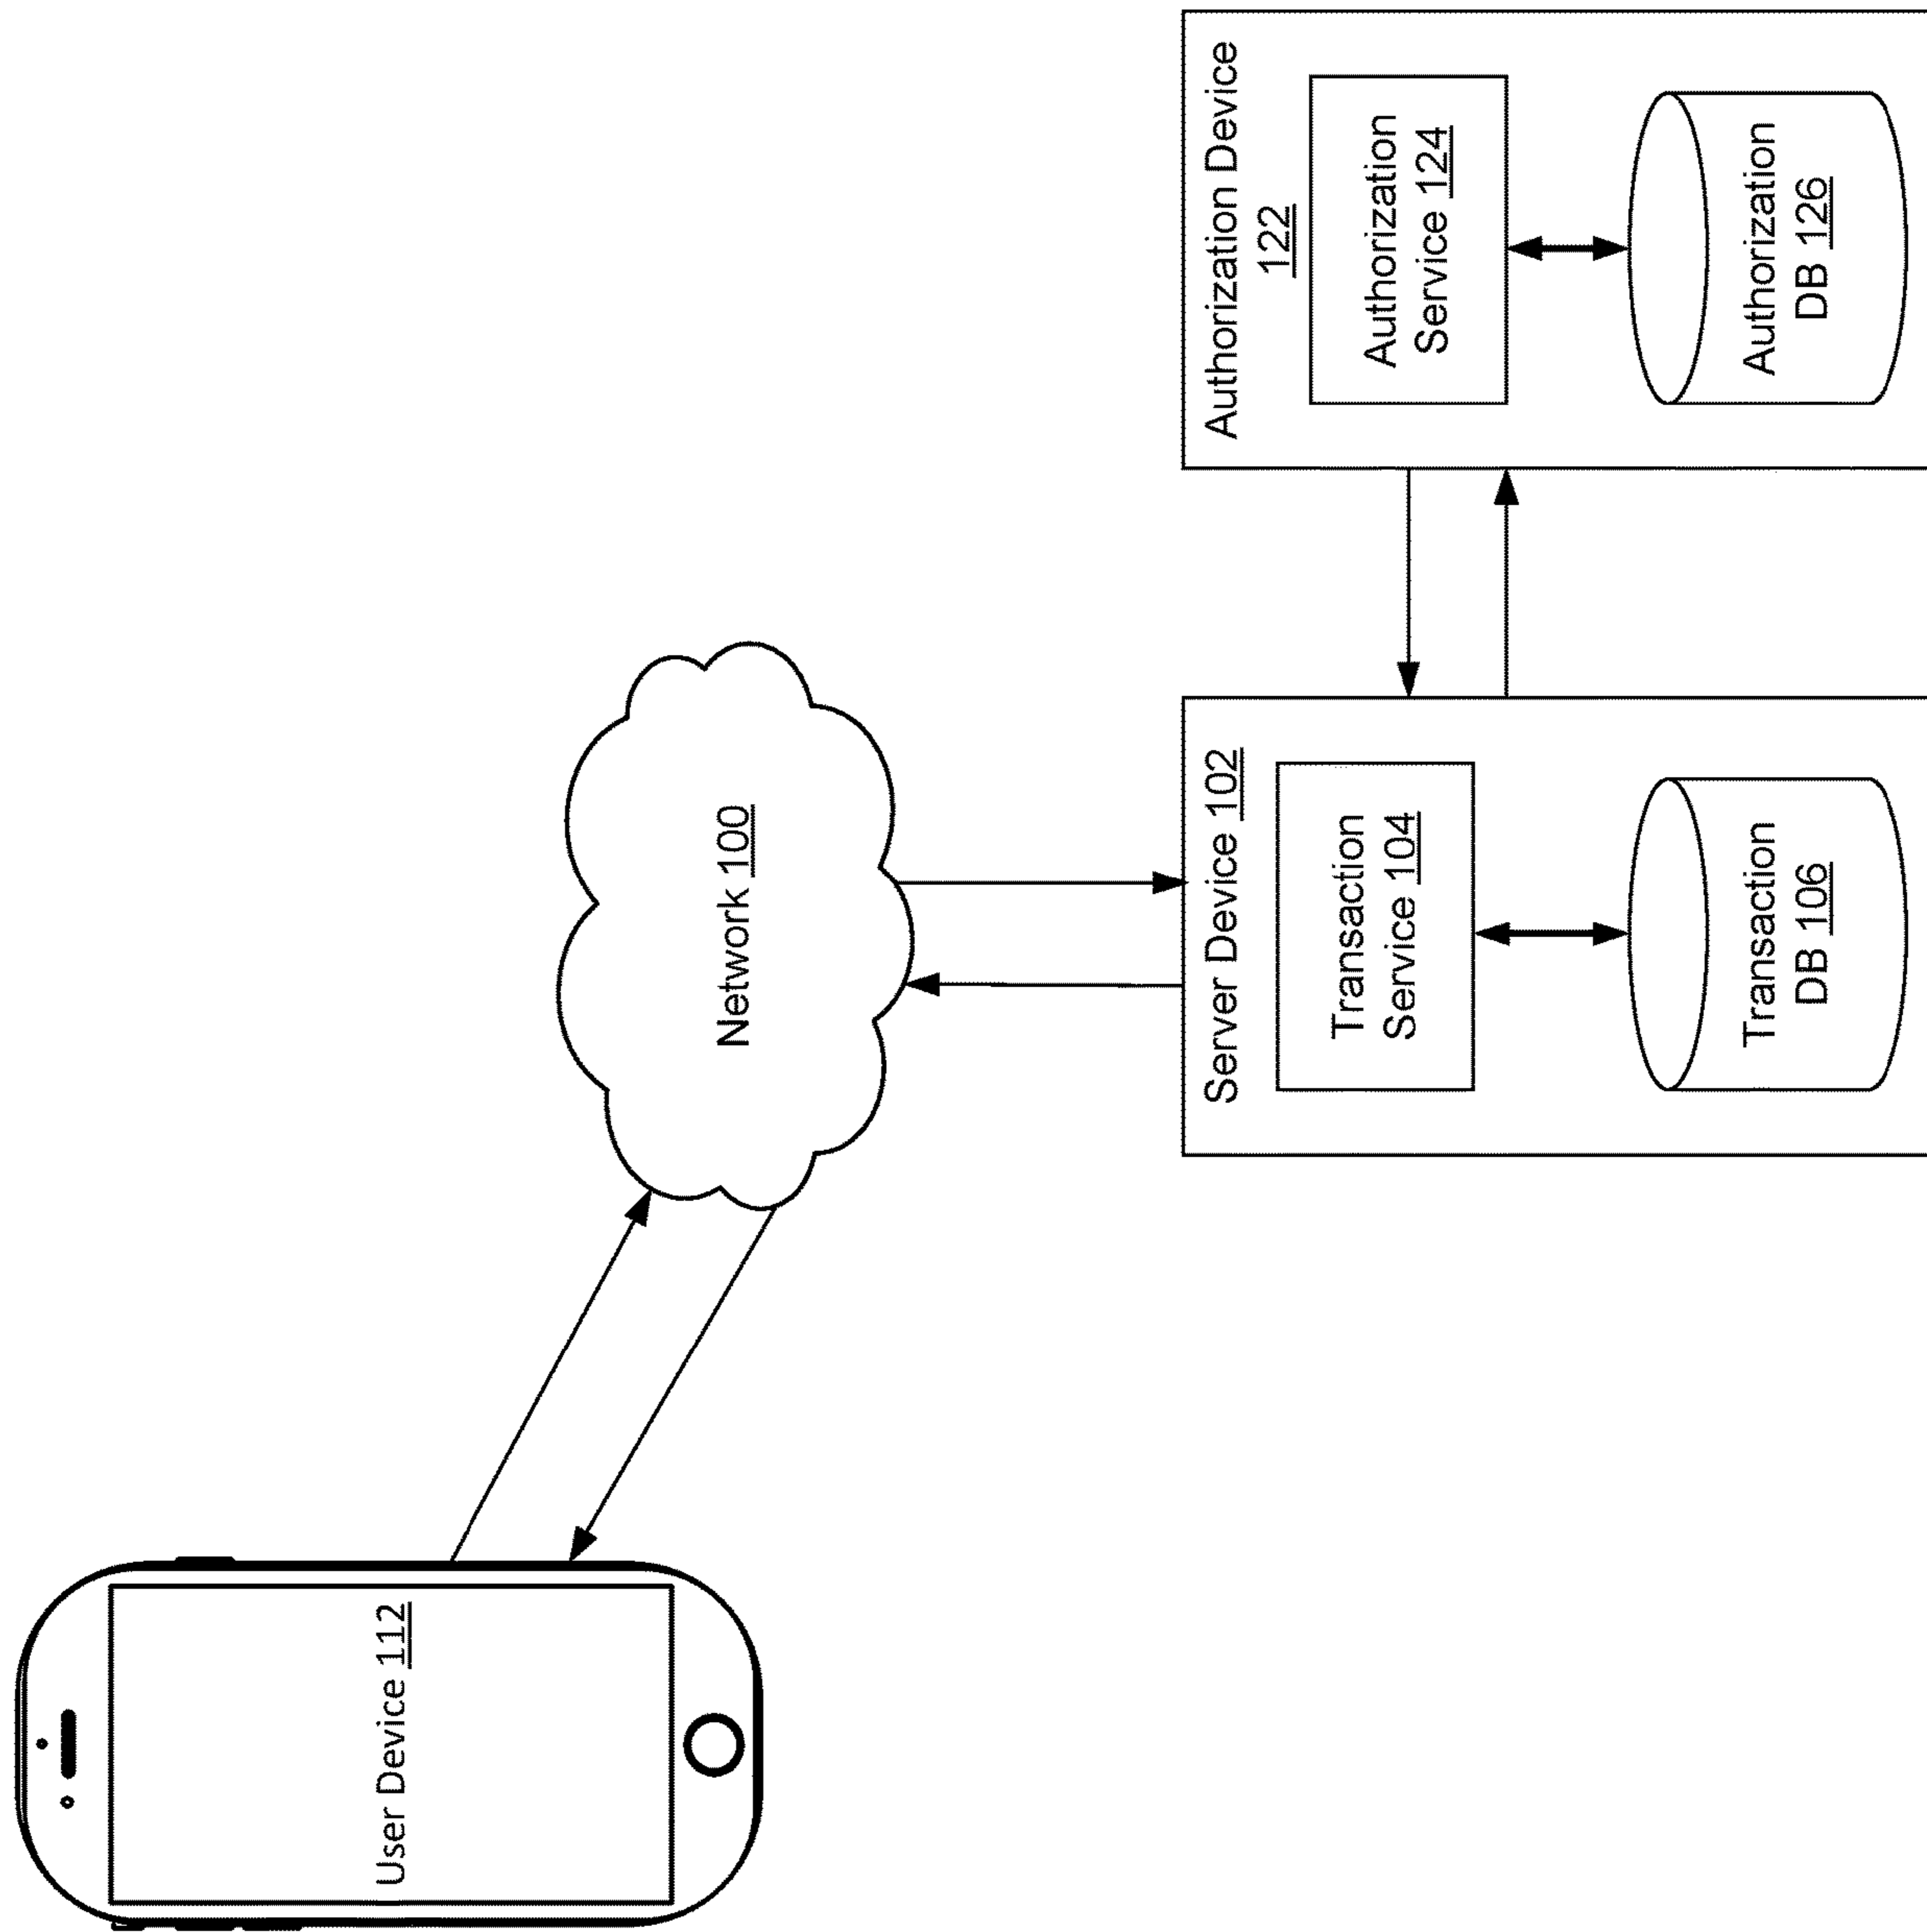 User Device 112
Network 100
Server Device 102
Transaction
Service 104
Transaction
DB 106
Authorization Device
122
Authorization
Service 124
Authorization
DB 126